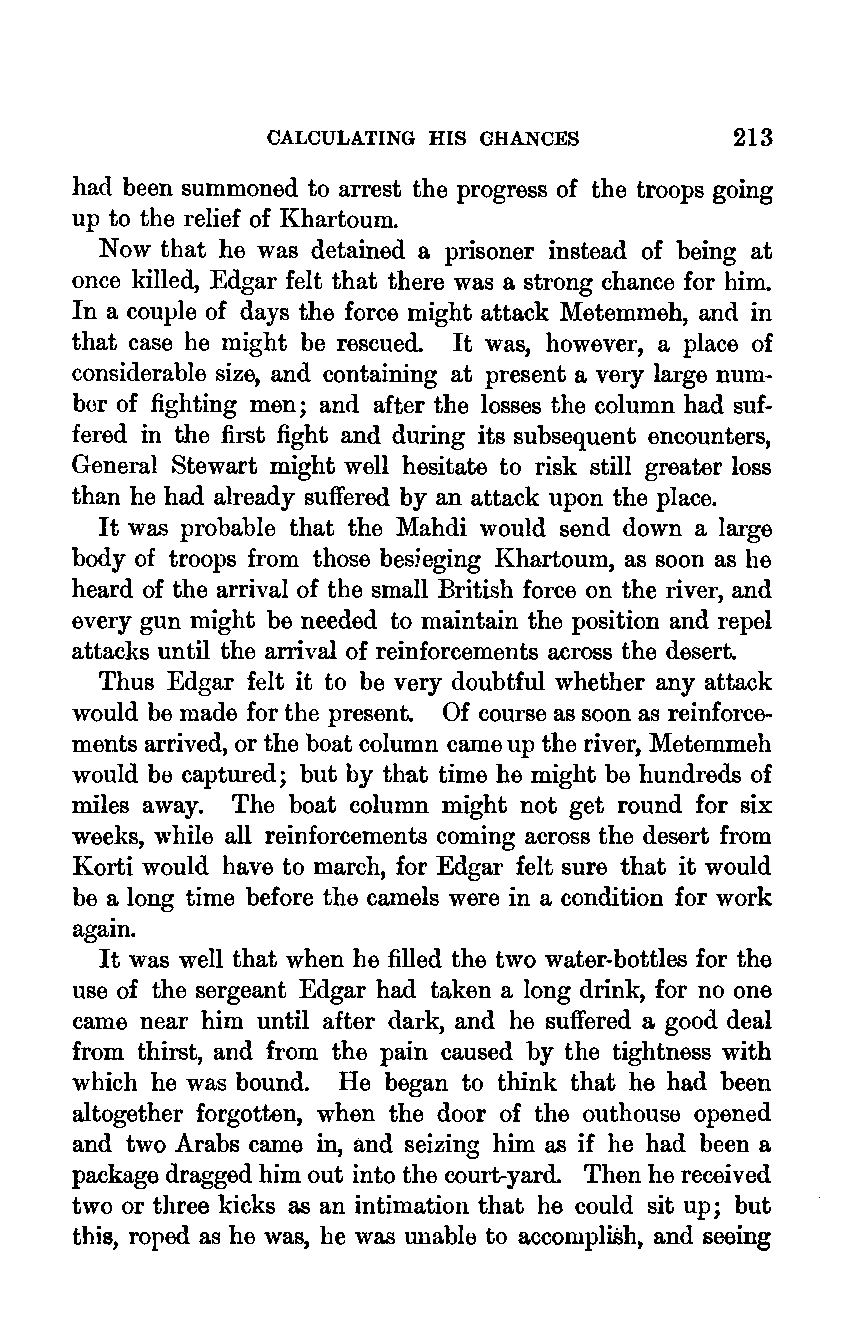 CALCULATING HIS CHANCES 213
had been summoned to arrest the progress of the troops going
up to the relief of Khartoum.
Now that he was detained a prisoner instead of being at
once killed, Edgar felt that there was a strong chance for him.
In a couple of days the force might attack Metemmeh, and in
that case he might be rescued. It was, however, a place of
considerable size, and containing at present a very large num-
ber of fighting men; and after the losses the column had suf-
fered in the first fight and during its subsequent encounters,
General Stewart might well hesitate to risk still greater loss
than he had already suffered by an attack upon the place.
It was probable that the Mahdi would send down a large
body of troops from those besieging Khartoum, as soon as he
heard of the arrival of the small British force on the river, and
every gun might be needed to maintain the position and repel
attacks until the arrival of reinforcements across the desert.
Thus Edgar felt it to be very doubtful whether any attack
would be made for the present. Of course as soon as reinforce-
ments arrived, or the boat column came up the river, Metemmeh
would be captured; but by that time he might be hundreds of
miles away. The boat column might not get round for six
weeks, while all reinforcements coming across the desert from
Korti would have to march, for Edgar felt sure that it would
be a long time before the camels were in a condition for work
again.
It was well that when he filled the two water-bottles for the
use of the sergeant Edgar had taken a long drink, for no one
came near him until after dark, and he suffered a good deal
from thirst, and from the pain caused by the tightness with
which he was bound. He began to think that he had been
altogether forgotten, when the door of the outhouse opened
and two Arabs came in, and seizing him as if he had been a
package dragged him out into the court-yard. Then he received
two or three kicks as an intimation that he could sit up; but
this, roped as he was, he was unable to accomplish, and seeing